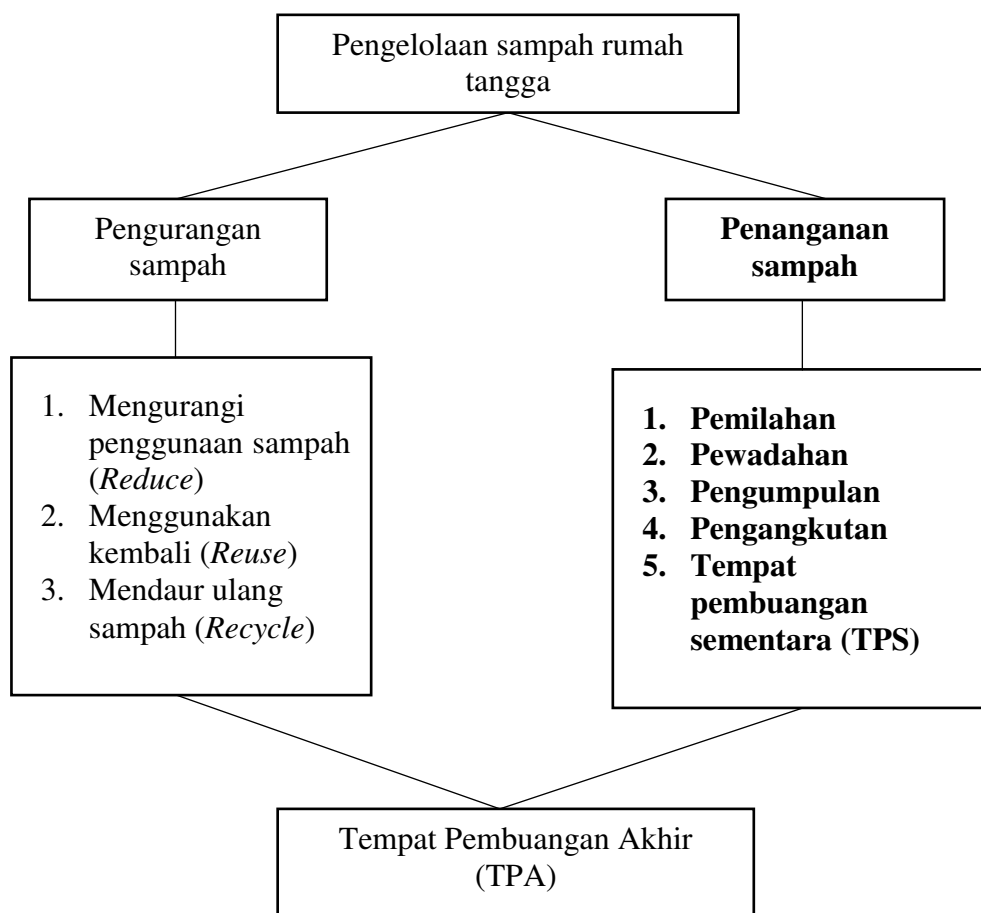 Pengelolaan sampah rumah
tangga
Pengurangan
sampah
Penanganan
sampah
1. Mengurangi
penggunaan sampah
(Reduce)
2. Menggunakan
kembali (Reuse)
3. Mendaur ulang
sampah (Recycle)
1. Pemilahan
2. Pewadahan
3. Pengumpulan
4. Pengangkutan
5. Tempat
pembuangan
sementara (TPS)
Tempat Pembuangan Akhir
(TPA)